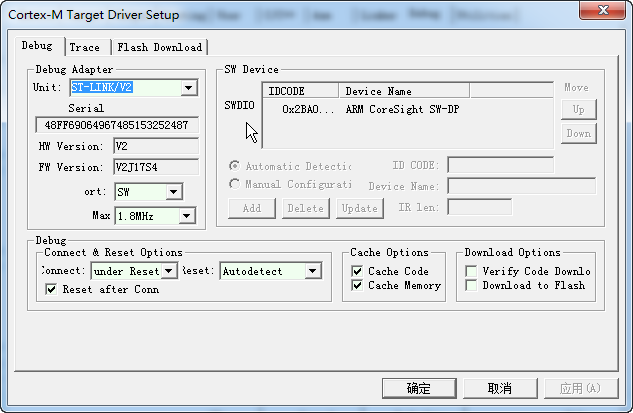 Cortex-M Target Driver Setup
Debug Trace Flash Download
Debug Adapter
Unit: ST-LINK/V2
Serial
48FF69064967485153252487
HW Version: V2
FW Version: V2J17S4
ort: SW
Max 1.8MHz
SW Device
IDCODE Device Name
SWDIO 0x2BA0... ARM CoreSight SW-DP
Move
Up
Down
Automatic Detectic
Manual Configurati
ID CODE:
Device Name:
Add Delete Update IR len:
Debug
Connect & Reset Options
Connect: under Reset Reset: Autodetect
Reset after Conn
Cache Options
Cache Code
Cache Memory
Download Options
Verify Code Downlo
Download to Flash
确定 取消 应用(A)